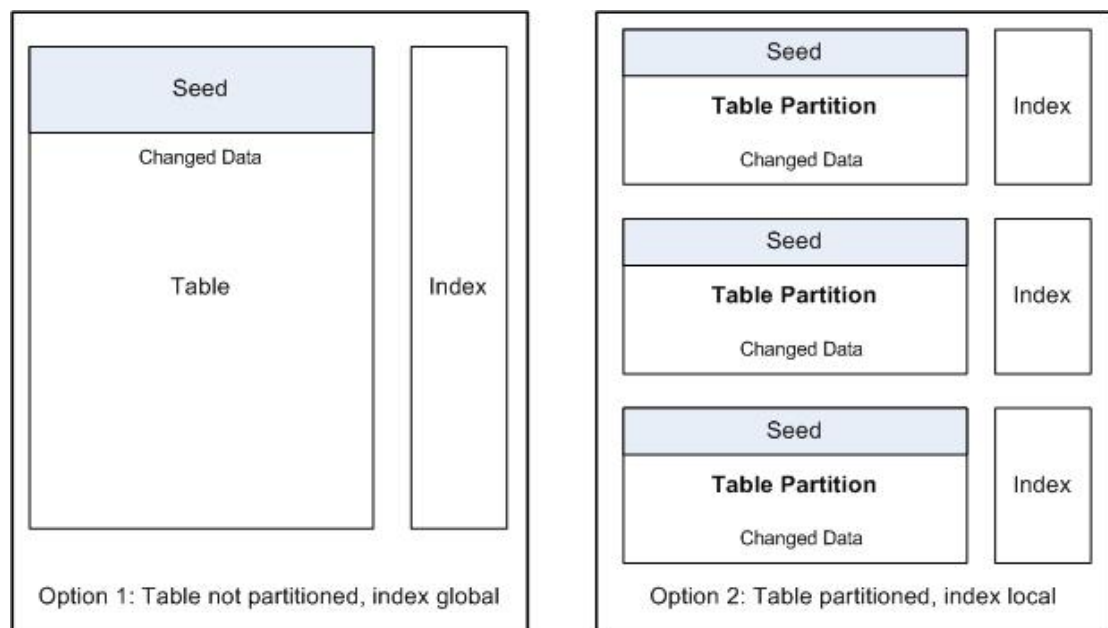 Seed
Changed Data
Table
Index
Option 1: Table not partitioned, index global
Seed
Table Partition
Changed Data
Index
Seed
Table Partition
Changed Data
Index
Seed
Table Partition
Changed Data
Index
Option 2: Table partitioned, index local